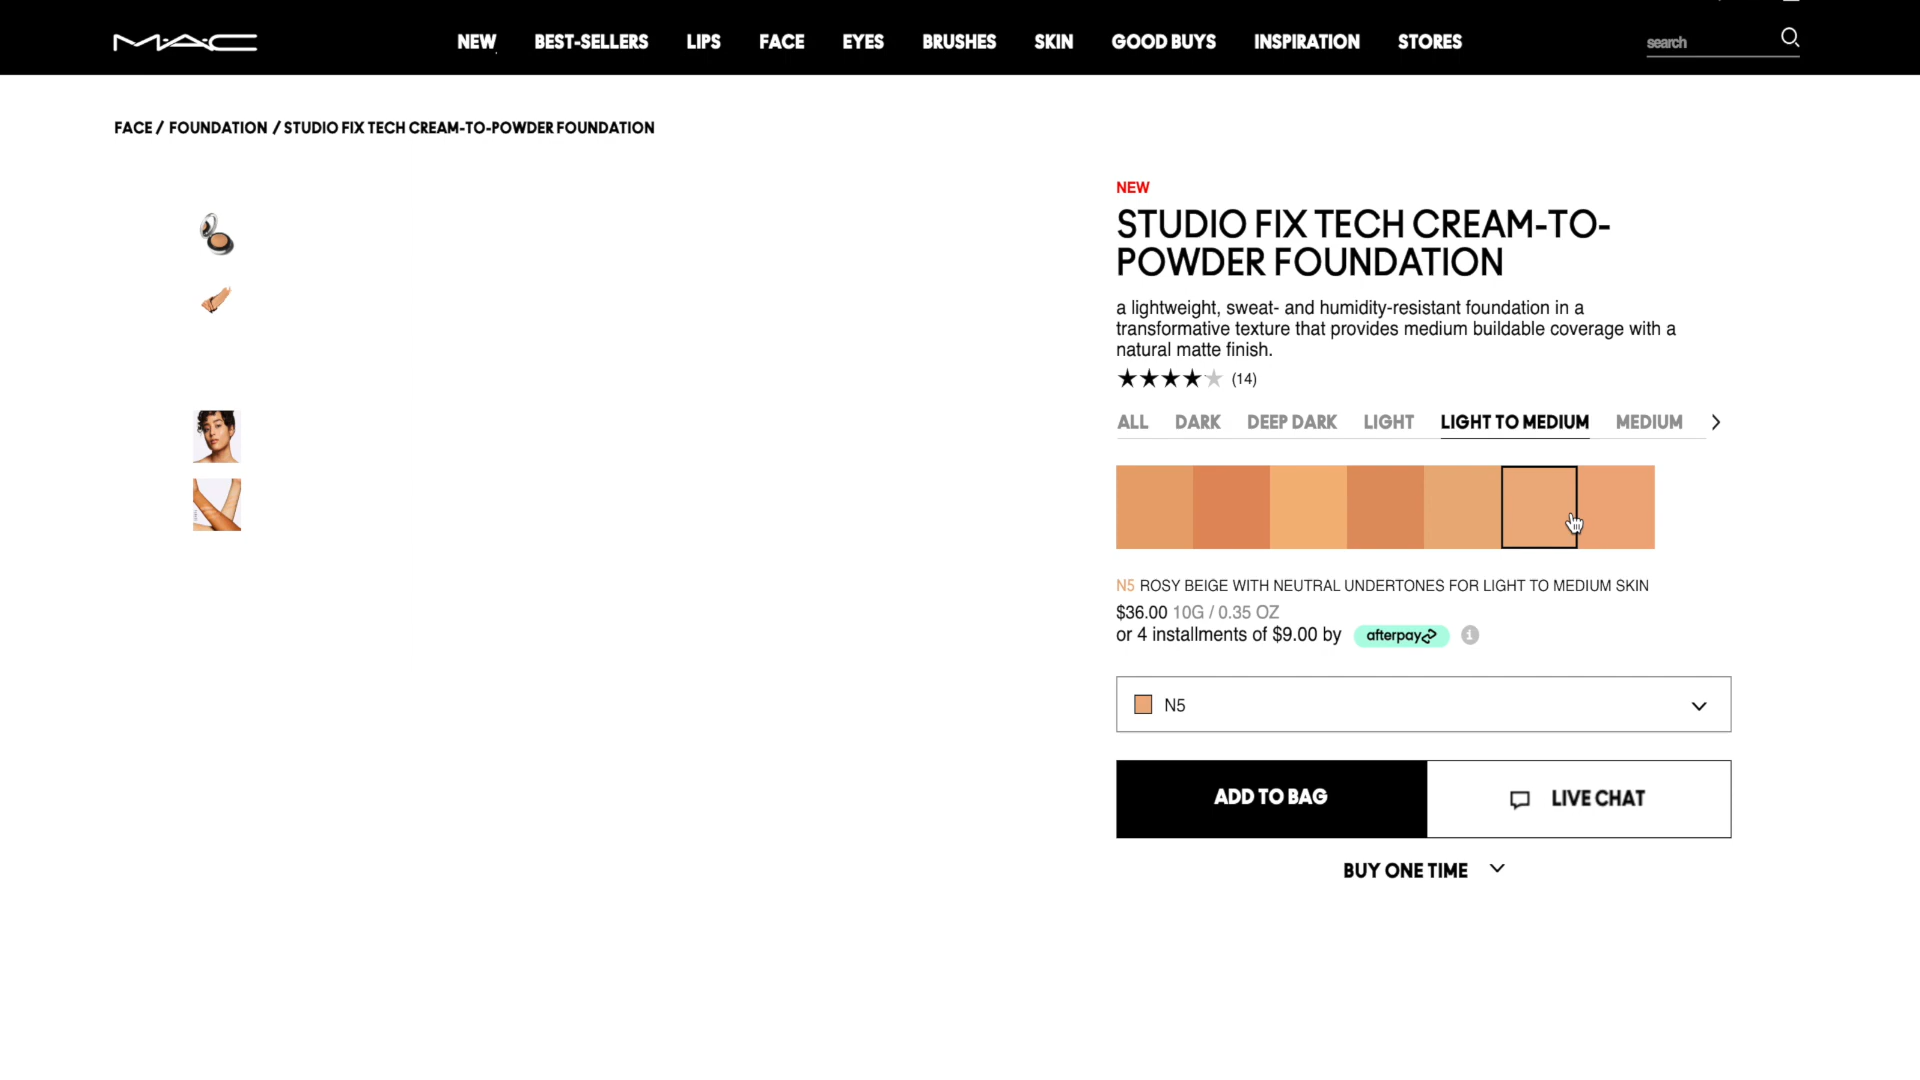 MAC
NEW
BEST-SELLERS
LIPS
FACE
EYES
BRUSHES
SKIN
GOOD BUYS
INSPIRATION
STORES
search
FACE / FOUNDATION / STUDIO FIX TECH CREAM-TO-POWDER FOUNDATION
NEW
STUDIO FIX TECH CREAM-TO-
POWDER FOUNDATION
a lightweight, sweat- and humidity-resistant foundation in a
transformative texture that provides medium buildable coverage with a
natural matte finish.
(14)
ALL
DARK
DEEP DARK
LIGHT
LIGHT TO MEDIUM
MEDIUM
N5 ROSY BEIGE WITH NEUTRAL UNDERTONES FOR LIGHT TO MEDIUM SKIN
$36.00 10G / 0.35 OZ
or 4 installments of $9.00 by afterpay
N5
ADD TO BAG
LIVE CHAT
BUY ONE TIME